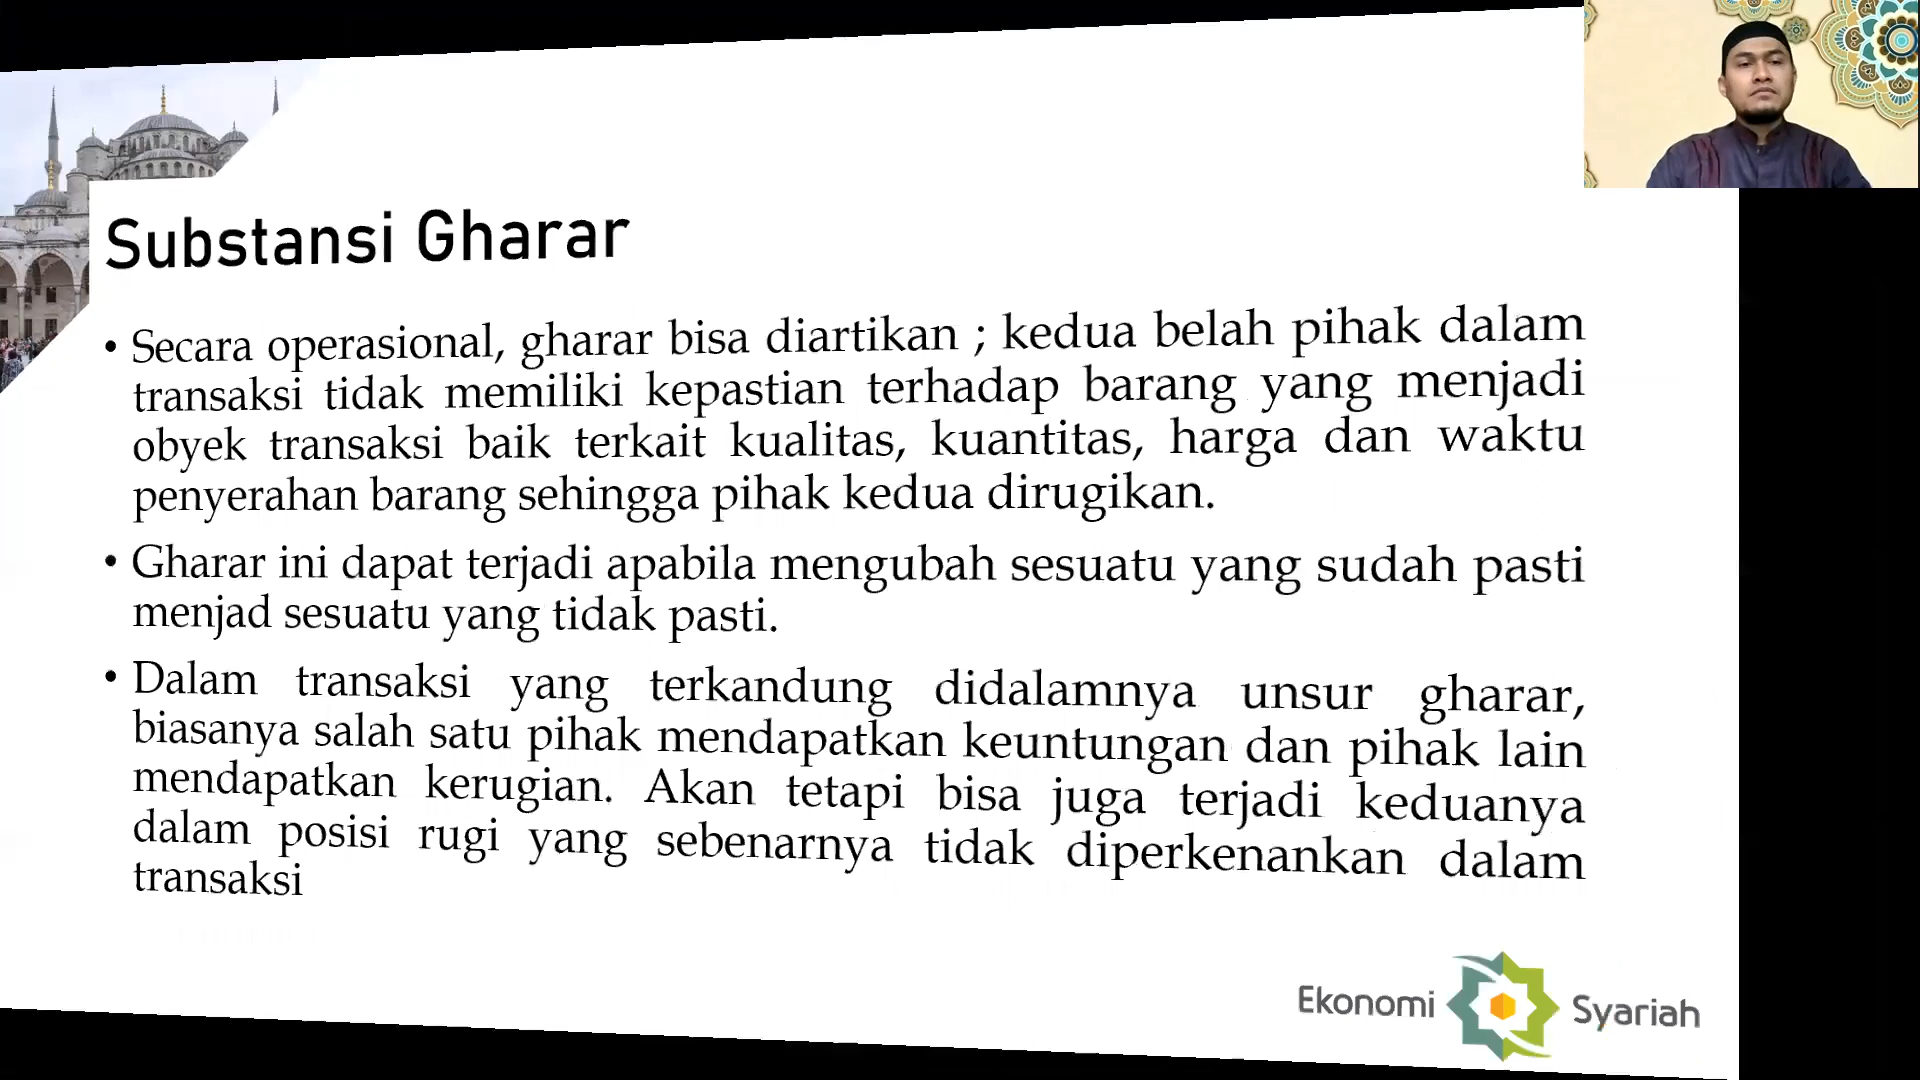 Substansi Gharar
• Secara operasional, gharar bisa diartikan ; kedua belah pihak dalam
transaksi tidak memiliki kepastian terhadap barang yang menjadi
obyek transaksi baik terkait kualitas, kuantitas, harga dan waktu
penyerahan barang sehingga pihak kedua dirugikan.
• Gharar ini dapat terjadi apabila mengubah sesuatu yang sudah pasti
menjad sesuatu yang tidak pasti.
• Dalam transaksi yang terkandung didalamnya unsur gharar,
biasanya salah satu pihak mendapatkan keuntungan dan pihak lain
mendapatkan kerugian. Akan tetapi bisa juga terjadi keduanya
dalam posisi rugi yang sebenarnya tidak diperkenankan dalam
transaksi
Ekonomi Syariah